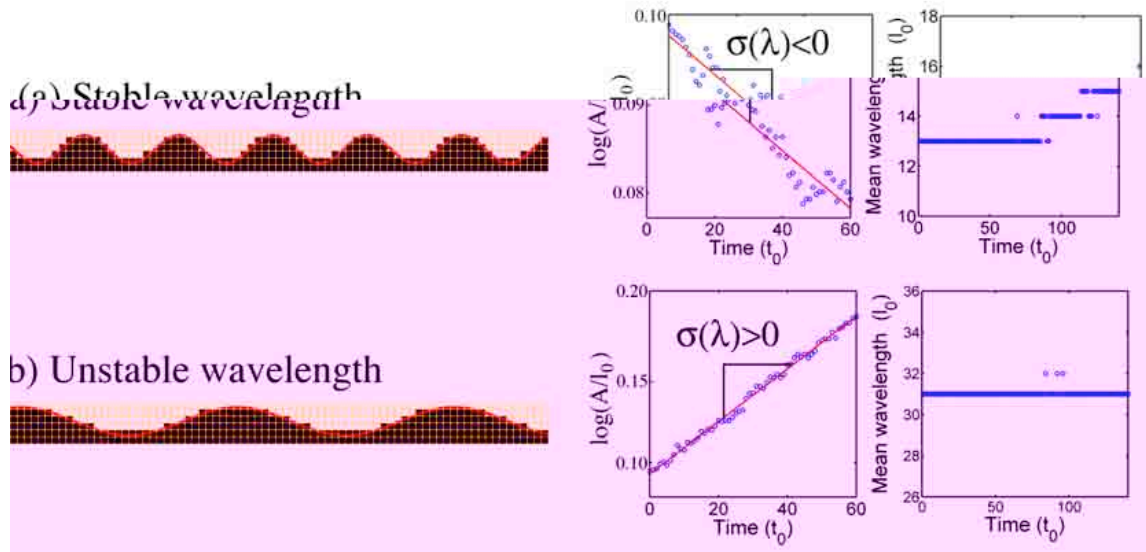 (a) Stable wavelength
0.10
0.09
0.08
log(A/l0)
σ(λ)<0
0 20 40 60
Time (t0)
18
16
14
12
10
Mean wavelength (l0)
0 50 100
Time (t0)
b) Unstable wavelength
0.20
0.15
0.10
log(A/l0)
σ(λ)>0
0 20 40 60
Time (t0)
36
34
32
30
28
26
Mean wavelength (l0)
0 50 100
Time (t0)